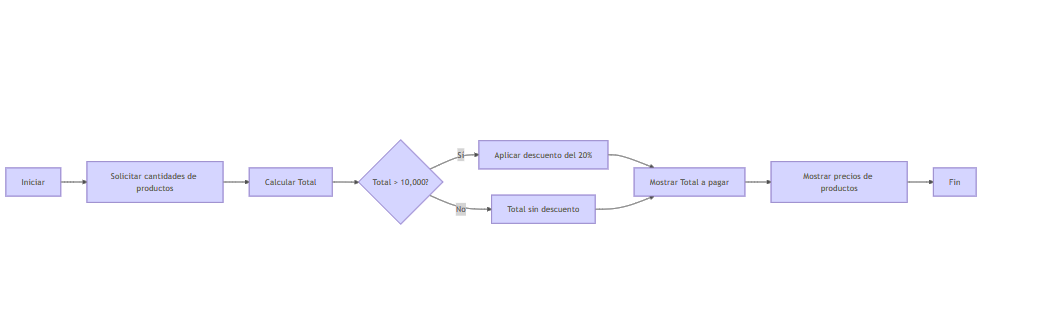 Iniciar
Solicitar cantidades de
productos
Calcular Total
Total > 10,000?
Sí
No
Aplicar descuento del 20%
Total sin descuento
Mostrar Total a pagar
Mostrar precios de
productos
Fin